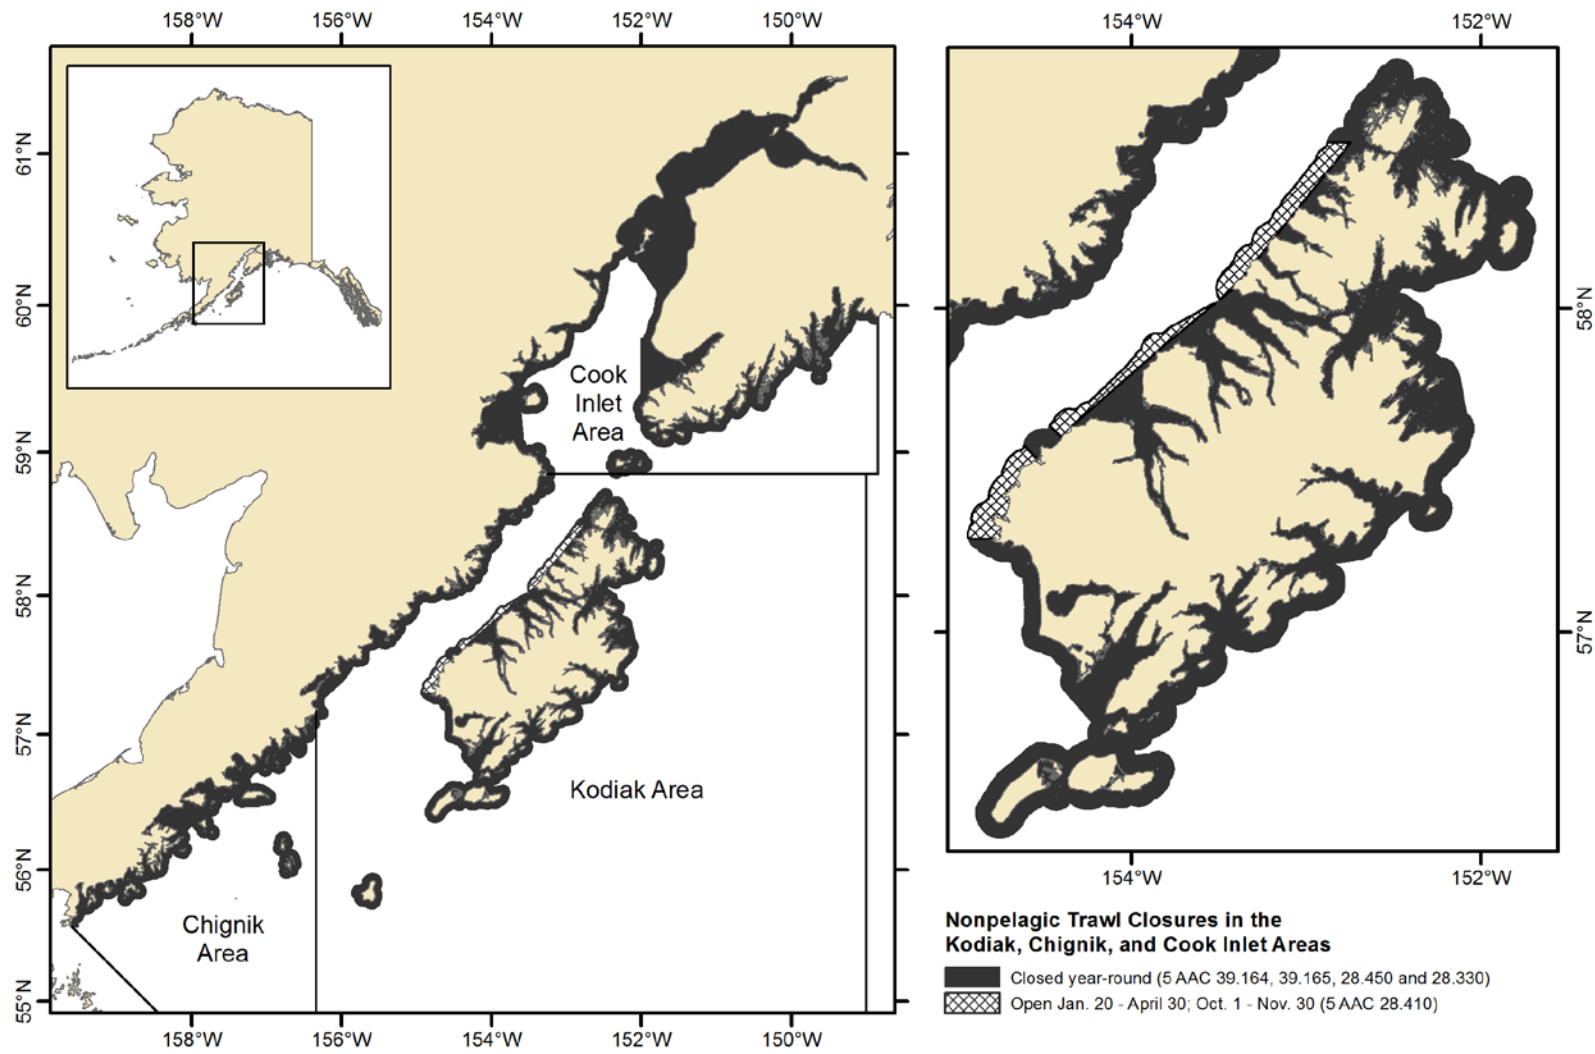 158°W 156°W 154°W 152°W 150°W
154°W 152°W
61°N
60°N
59°N
58°N
57°N
56°N
55°N
Cook
Inlet
Area
Kodiak Area
Chignik
Area
158°W 156°W 154°W 152°W 150°W
58°N
57°N
154°W 152°W
Nonpelagic Trawl Closures in the
Kodiak, Chignik, and Cook Inlet Areas
Closed year-round (5 AAC 39.164, 39.165, 28.450 and 28.330)
Open Jan. 20 - April 30; Oct. 1 - Nov. 30 (5 AAC 28.410)